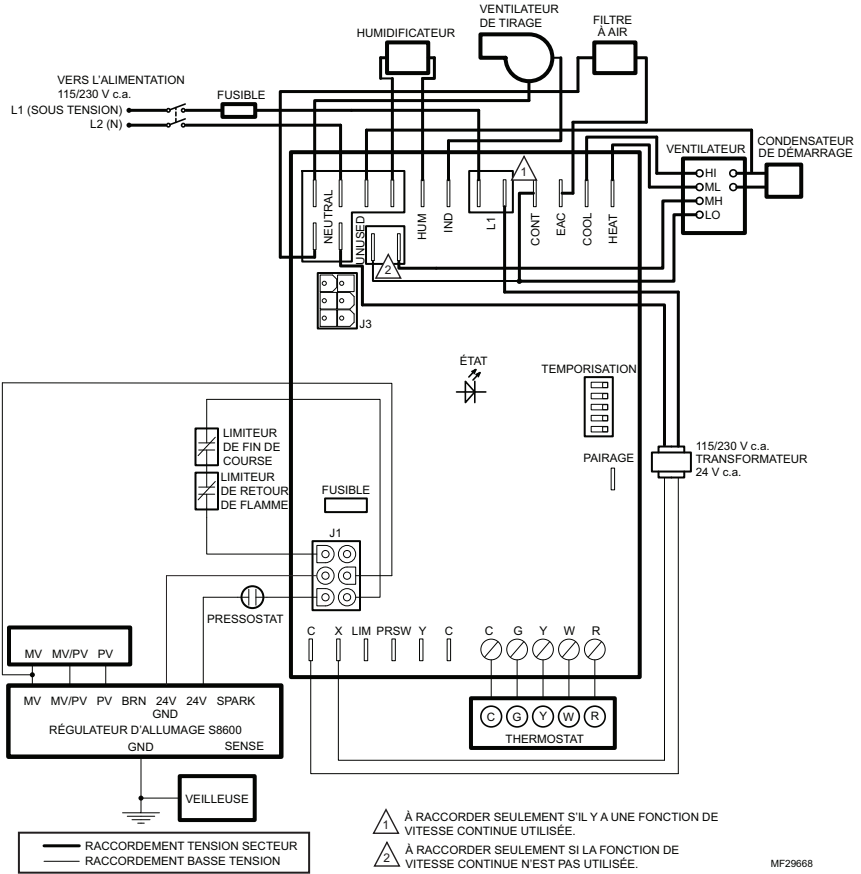 VENTILATEUR
DE TIRAGE
FILTRE
À AIR
HUMIDIFICATEUR
VERS L'ALIMENTATION
115/230 V c.a.
L1 (SOUS TENSION)
L2 (N)
FUSIBLE
VENTILATEUR
CONDENSATEUR
DE DÉMARRAGE
HI
ML
MH
LO
1
NEUTRAL
UNUSED
HUM
IND
L1
CONT
EAC
COOL
HEAT
2
J3
ÉTAT
TEMPORISATION
LIMITEUR
DE FIN DE
COURSE
LIMITEUR
DE RETOUR
DE FLAMME
FUSIBLE
PAIRAGE
115/230 V c.a.
TRANSFORMATEUR
24 V c.a.
J1
PRESSOSTAT
C X LIM PRSW Y C C G Y W R
MV MV/PV PV
MV MV/PV PV BRN 24V 24V SPARK
GND
RÉGULATEUR D'ALLUMAGE S8600
GND SENSE
C G Y W R
THERMOSTAT
VEILLEUSE
RACCORDEMENT TENSION SECTEUR
RACCORDEMENT BASSE TENSION
1 À RACCORDER SEULEMENT S'IL Y A UNE FONCTION DE
VITESSE CONTINUE UTILISÉE.
2 À RACCORDER SEULEMENT SI LA FONCTION DE
VITESSE CONTINUE N'EST PAS UTILISÉE.
MF29668